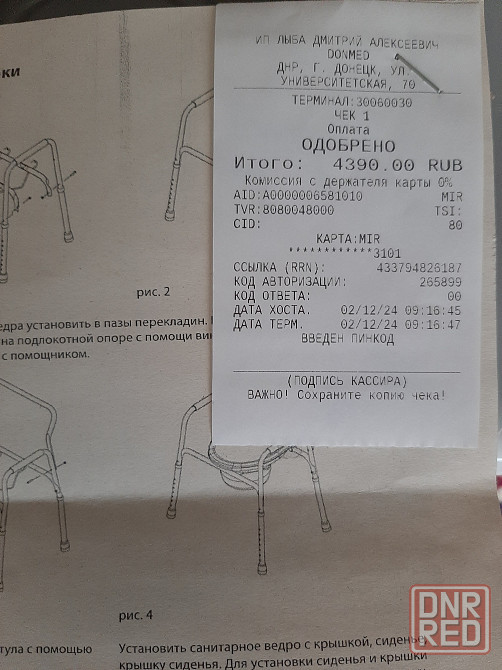 ки
ИП ЛЫБА ДМИТРИЙ АЛЕКСЕЕВИЧ
DONMED
ДНР, Г. ДОНЕЦК, УЛ.
УНИВЕРСИТЕТСКАЯ, 70
ТЕРМИНАЛ:30060030
ЧЕК 1
Оплата
ОДОБРЕНО
Итого: 4390.00 RUB
Комиссия с держателя карты 0%
AID:A0000006581010 MIR
TVR:8080048000 TSI:
CID: 80
КАРТА:MIR
************3101
ССЫЛКА (RRN): 433794826187
КОД АВТОРИЗАЦИИ: 265899
КОД ОТВЕТА: 00
ДАТА ХОСТА. 02/12/24 09:16:45
ДАТА ТЕРМ. 02/12/24 09:16:47
ВВЕДЕН ПИНКОД
(ПОДПИСЬ КАССИРА)
ВАЖНО! Сохраните копию чека!
рис. 2
едра установить в пазы перекладин.
на подлокотной опоре с помощи
с помощником.
рис. 4
тула с помощью
Установить санитарное ведро с крышкой, сиденье,
крышку сиденья. Для установки сиденья и крышки
DNR
RED